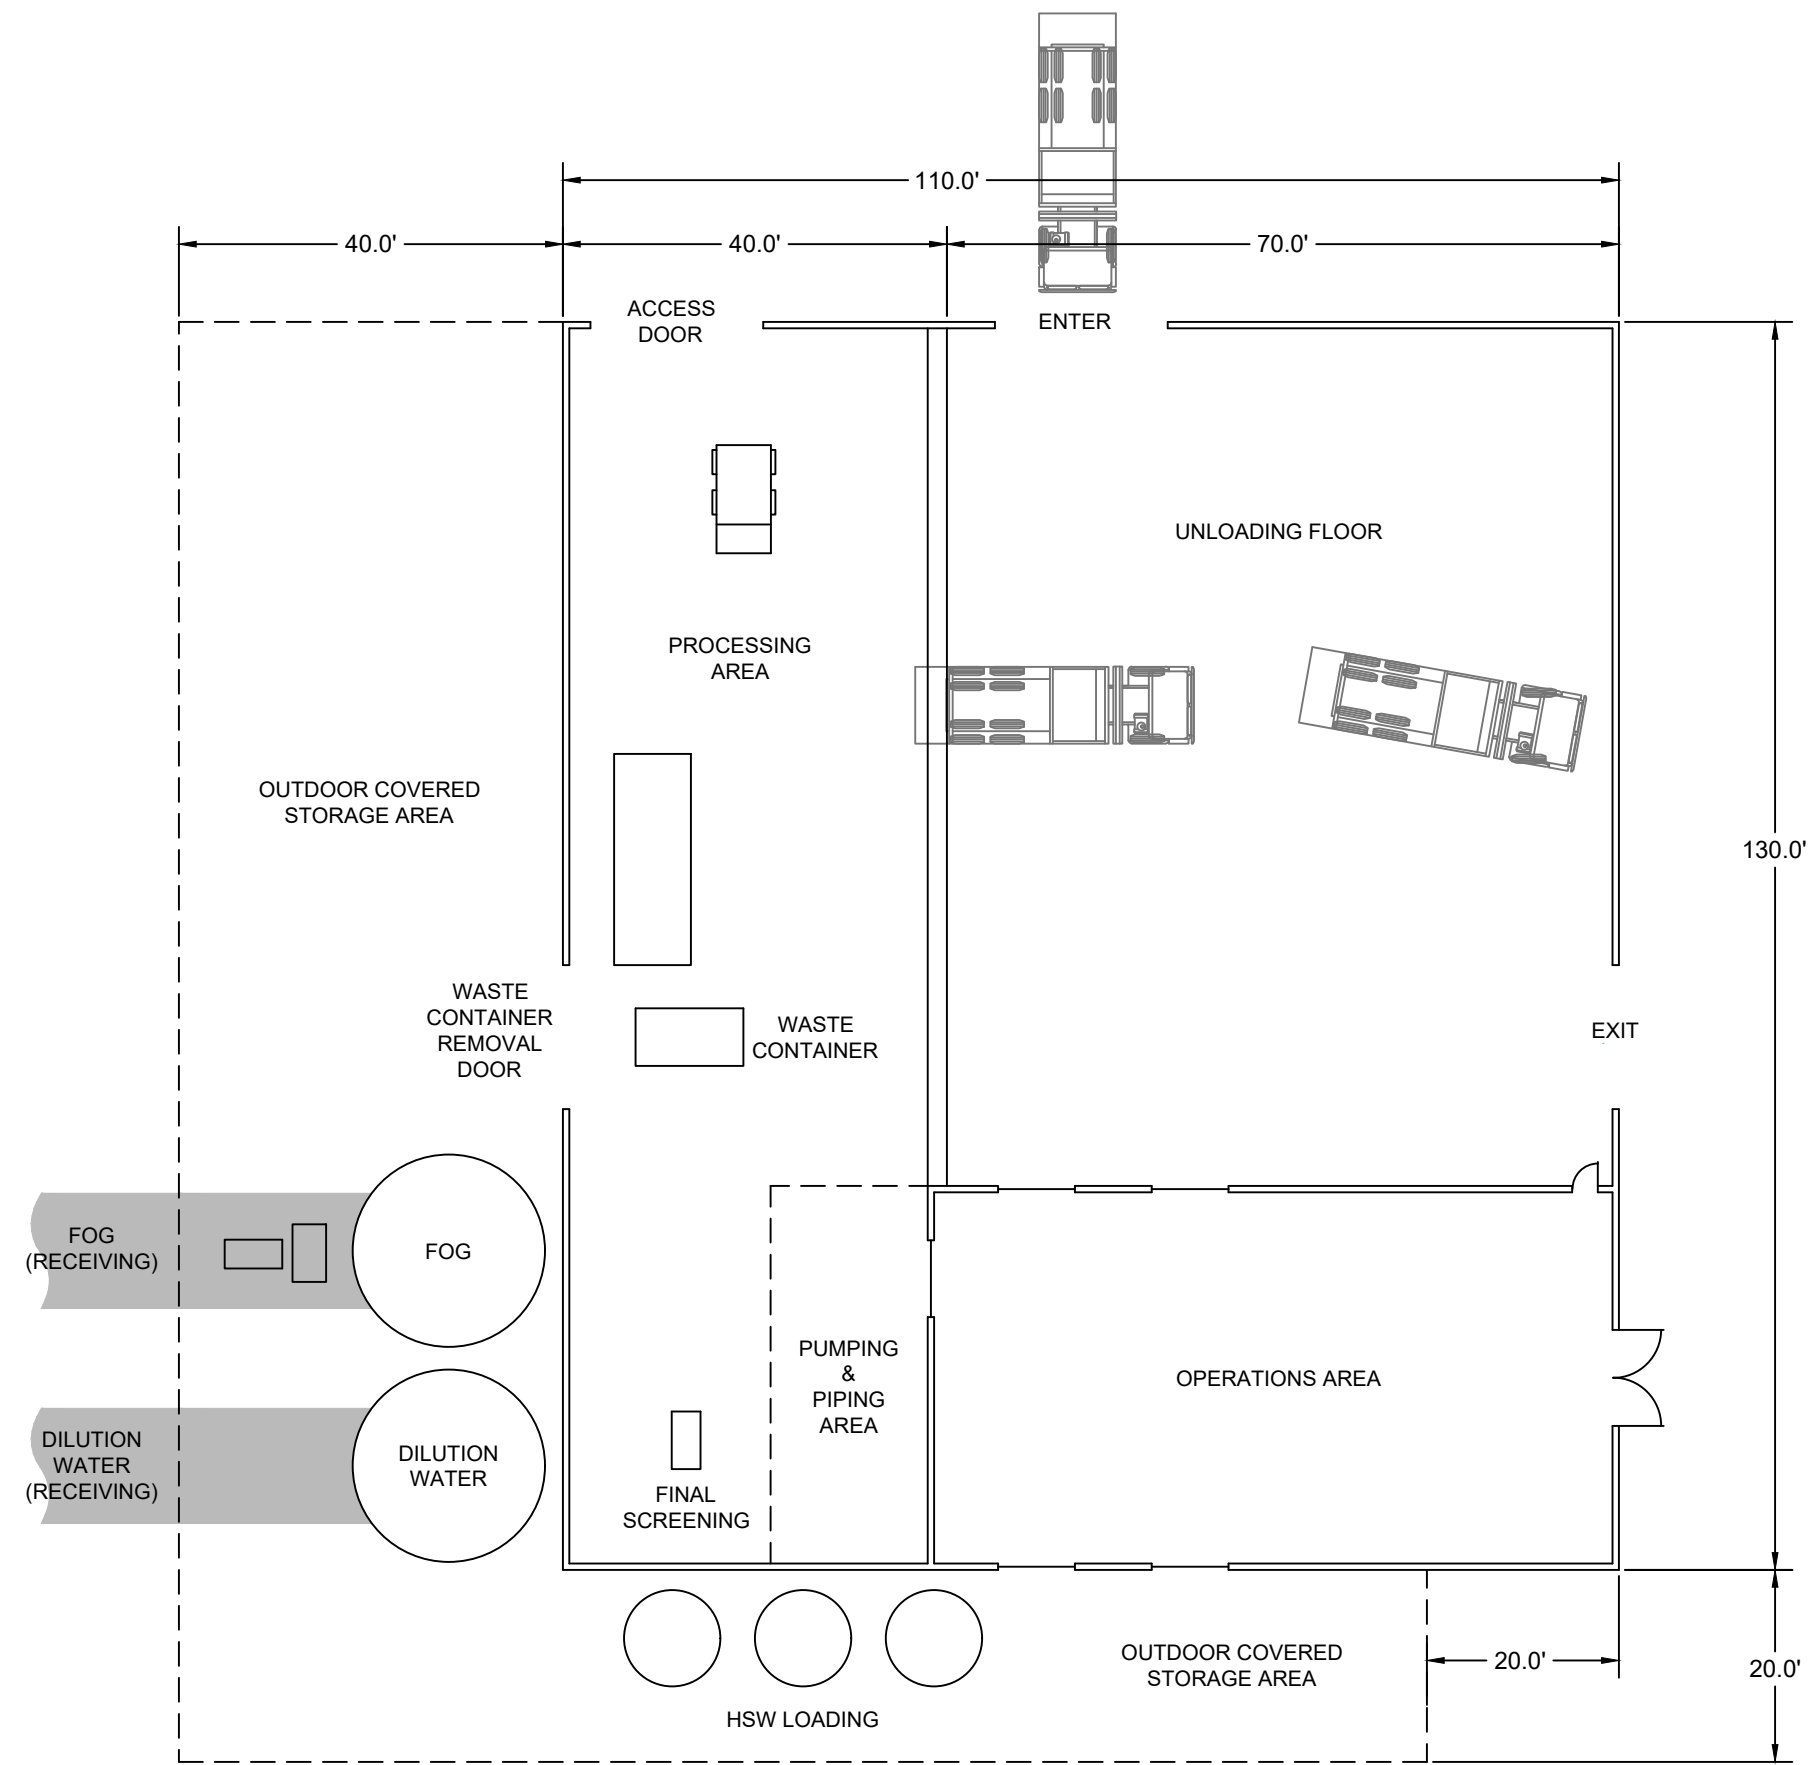 110.0'
40.0'
40.0'
70.0'
ACCESS
DOOR
ENTER
UNLOADING FLOOR
PROCESSING
AREA
OUTDOOR COVERED
STORAGE AREA
130.0'
WASTE
CONTAINER
REMOVAL
DOOR
WASTE
CONTAINER
EXIT
FOG
(RECEIVING)
FOG
PUMPING
&
PIPING
AREA
OPERATIONS AREA
DILUTION
WATER
(RECEIVING)
DILUTION
WATER
FINAL
SCREENING
OUTDOOR COVERED
STORAGE AREA
20.0'
20.0'
HSW LOADING